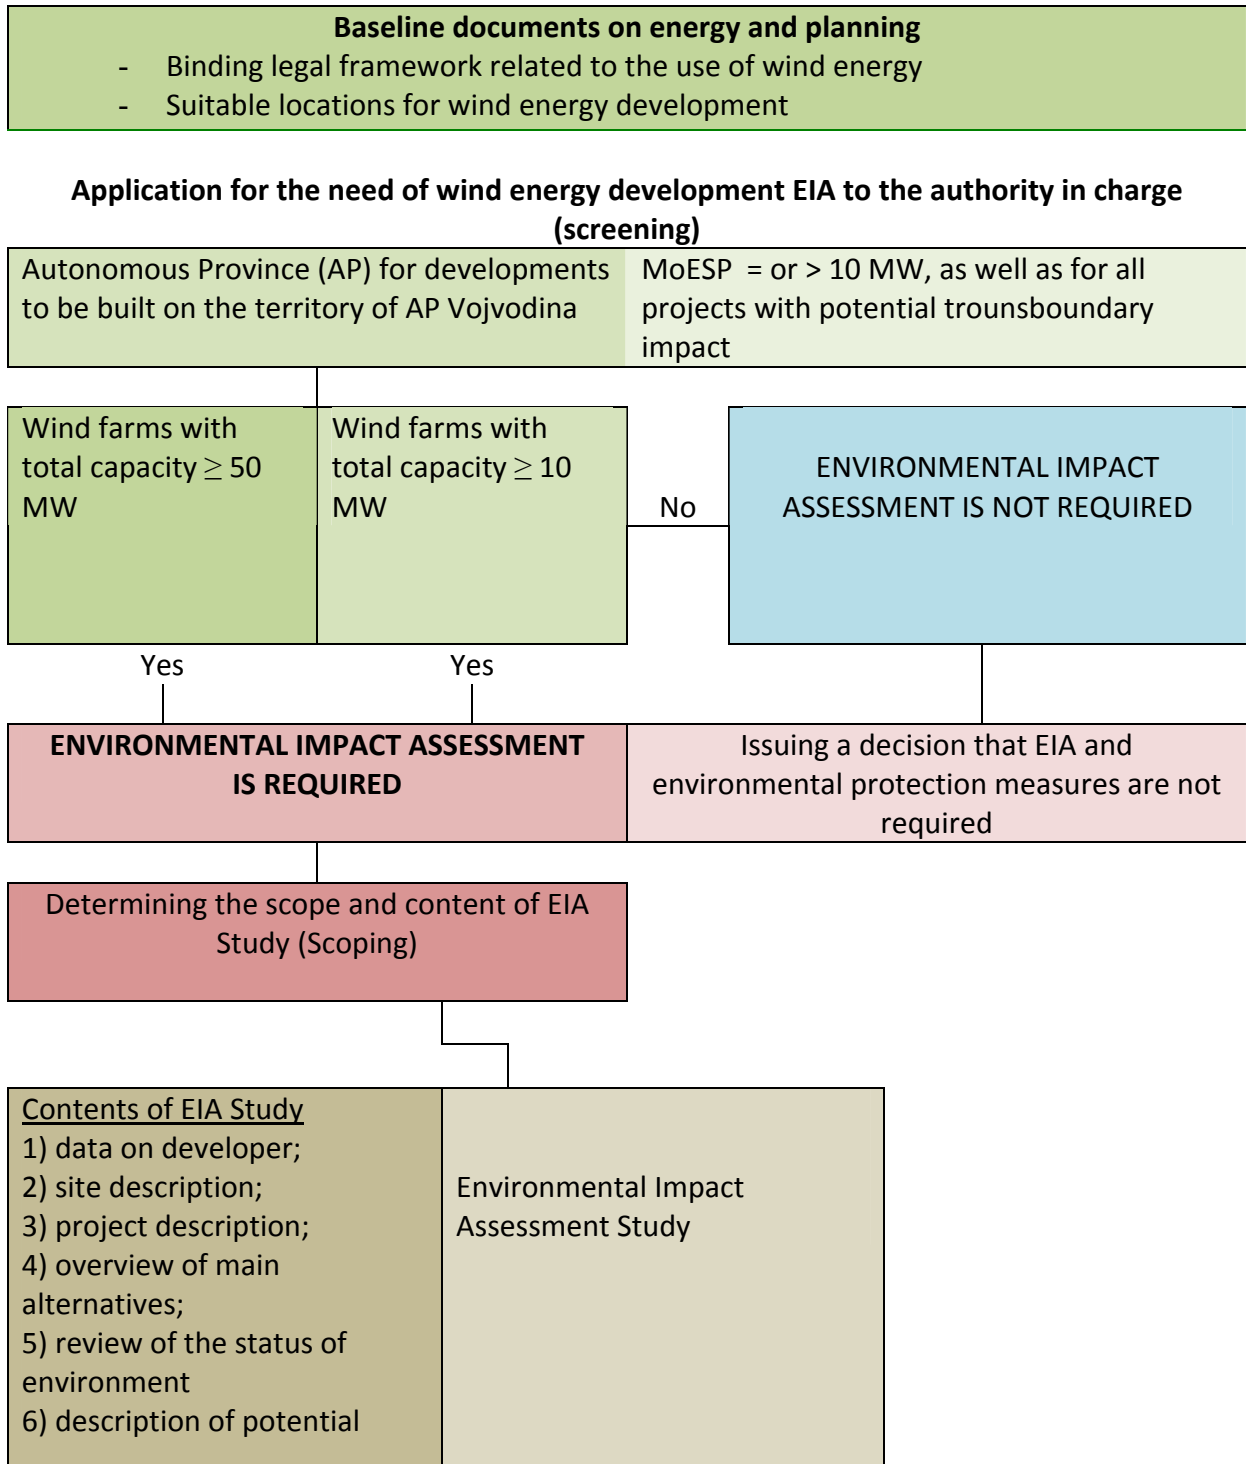 Baseline documents on energy and planning
- Binding legal framework related to the use of wind energy
- Suitable locations for wind energy development
Application for the need of wind energy development EIA to the authority in charge
(screening)
Autonomous Province (AP) for developments
to be built on the territory of AP Vojvodina
MoESP = or > 10 MW, as well as for all
projects with potential trounsboundary
impact
Wind farms with
total capacity ≥ 50
MW
Wind farms with
total capacity ≥ 10
MW
No
ENVIRONMENTAL IMPACT
ASSESSMENT IS NOT REQUIRED
Yes
Yes
ENVIRONMENTAL IMPACT ASSESSMENT
IS REQUIRED
Issuing a decision that EIA and
environmental protection measures are not
required
Determining the scope and content of EIA
Study (Scoping)
Contents of EIA Study
1) data on developer;
2) site description;
3) project description;
4) overview of main
alternatives;
5) review of the status of
environment
6) description of potential
Environmental Impact
Assessment Study